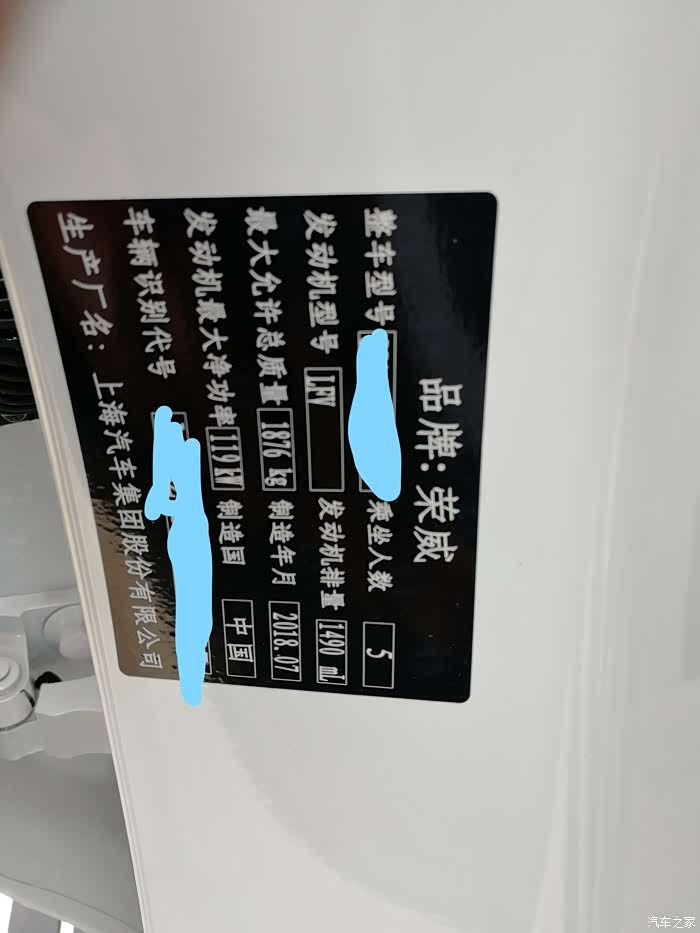 品牌: 荣威
整车型号 乘坐人数 5
发动机型号 LFV 发动机排量 1490 mL
最大允许总质量 1876 kg 制造年月 2018.07
发动机最大净功率 119 kW 制造国 中国
车辆识别代号
生产厂名: 上海汽车集团股份有限公司
汽车之家